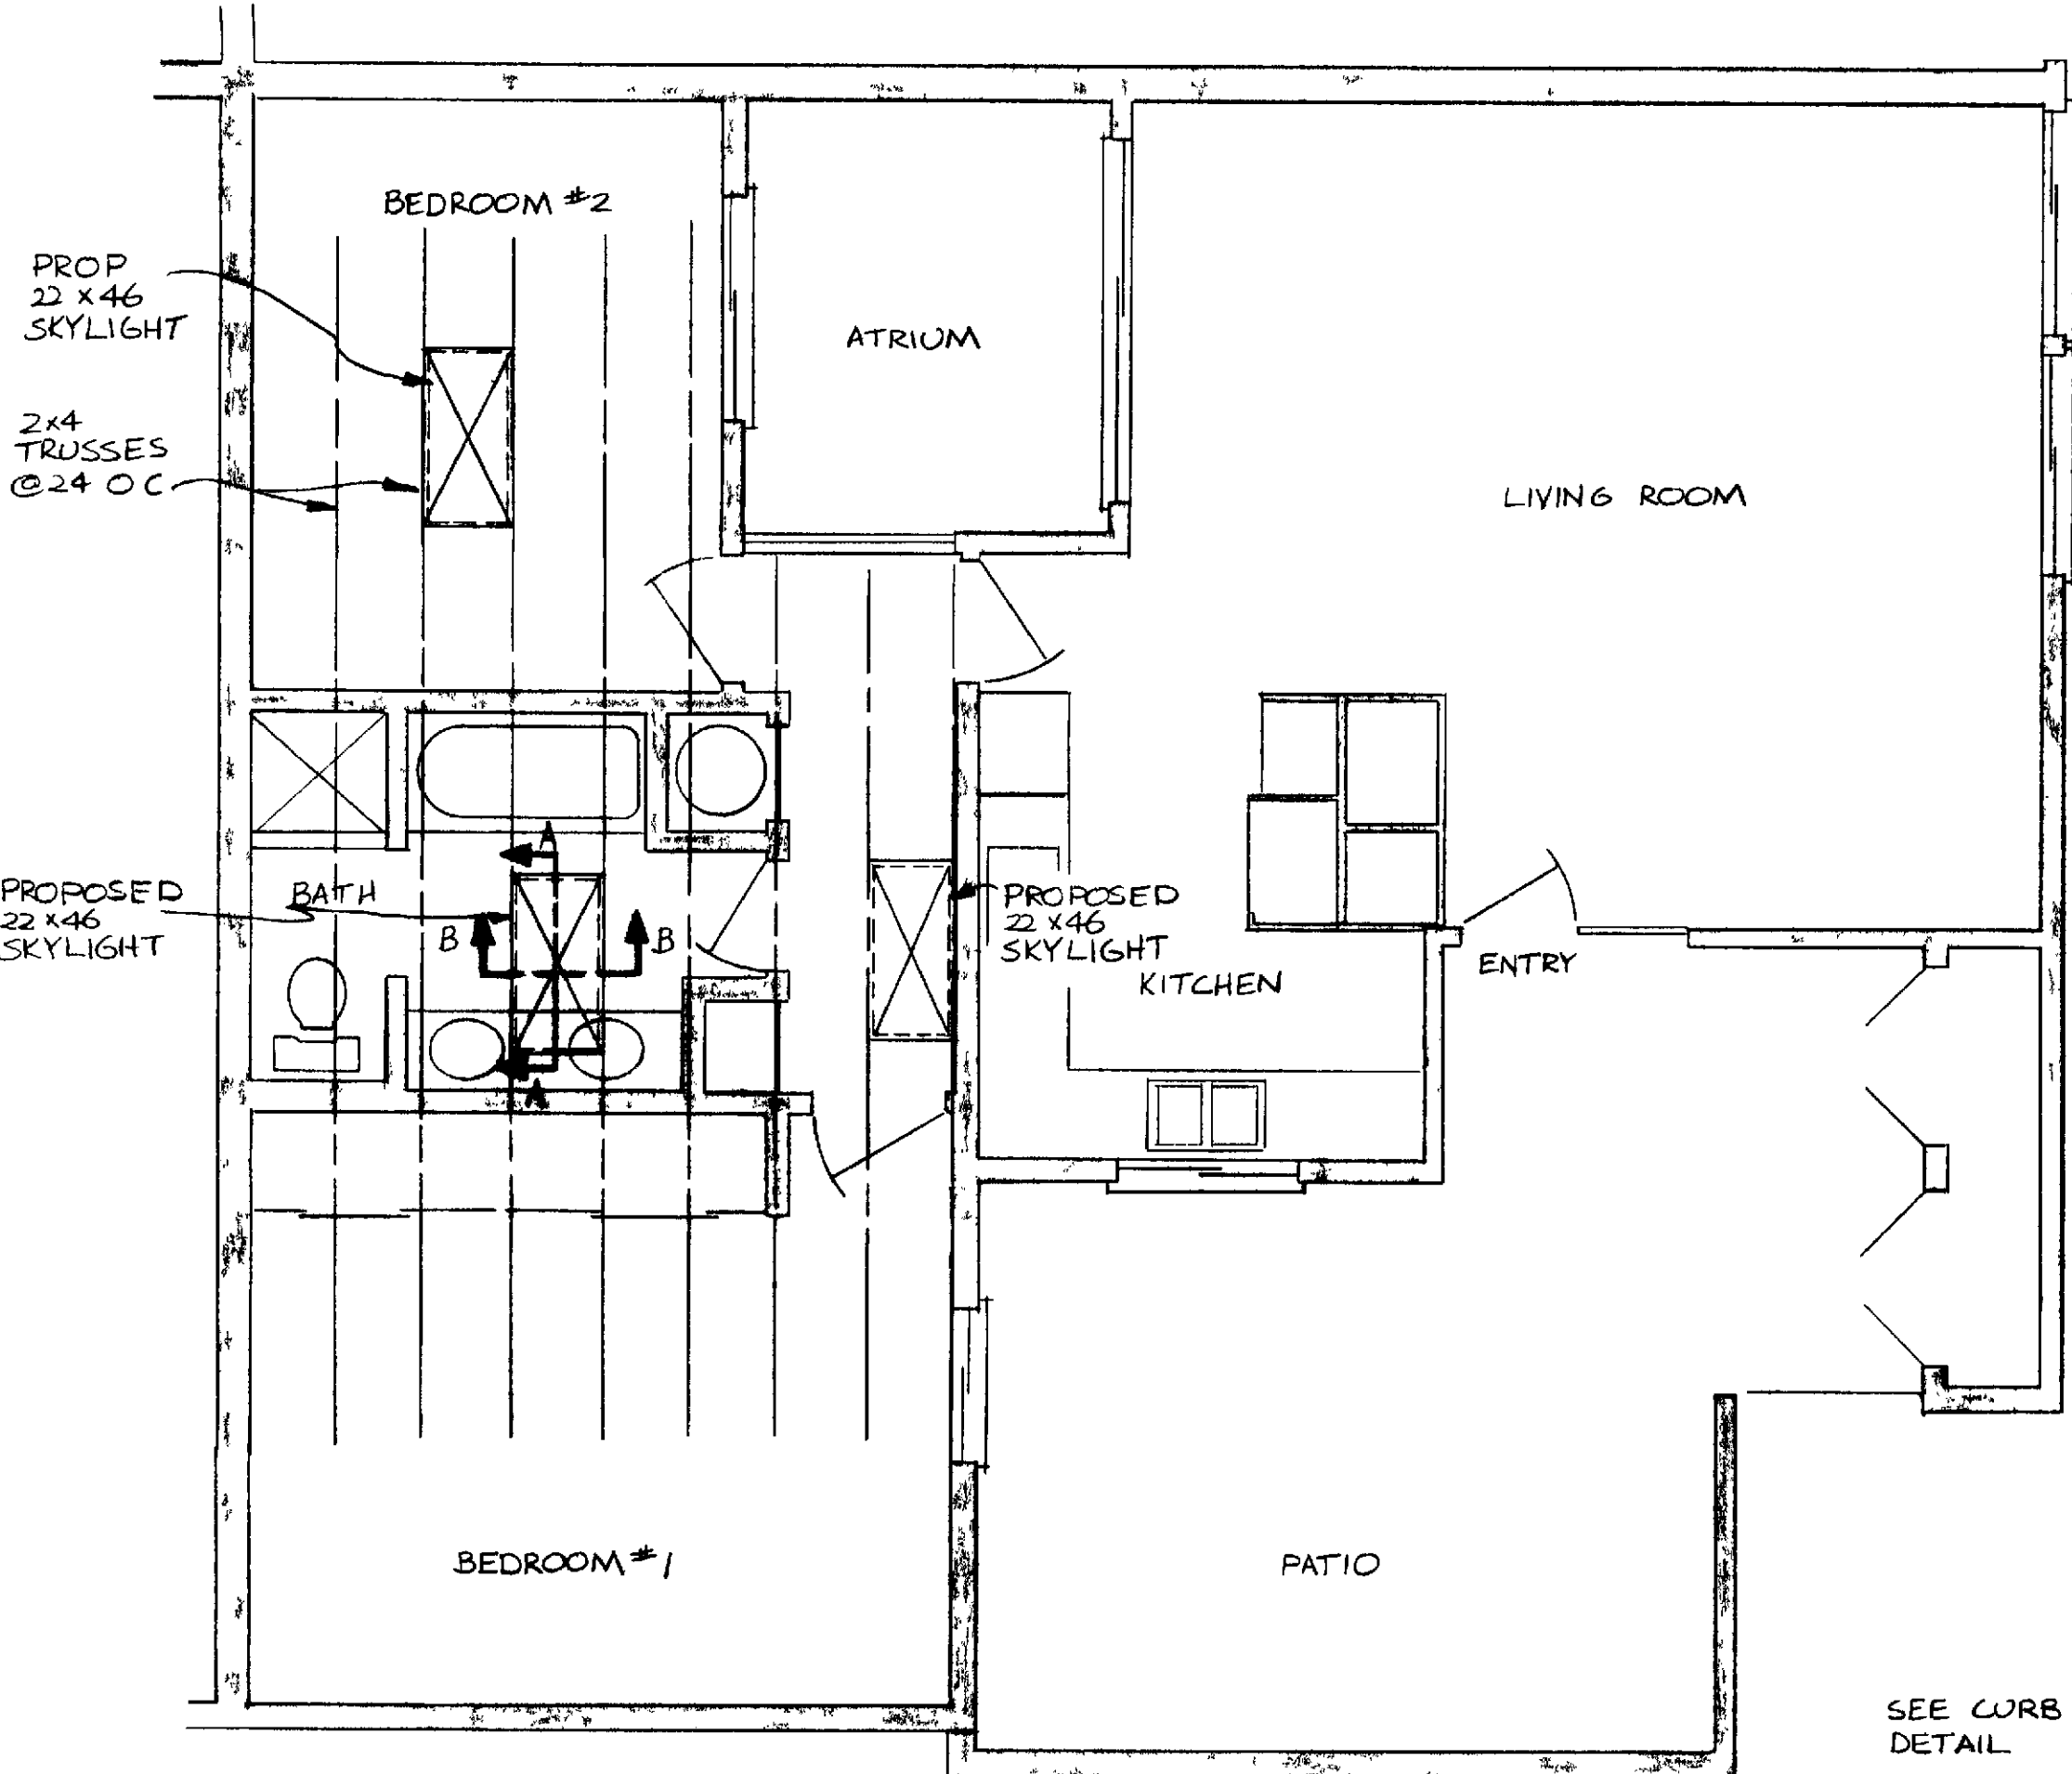 BEDROOM #2
PROP
22 x 46
SKYLIGHT
ATRIUM
2x4
TRUSSES
@ 24 O C
LIVING ROOM
A
PROPOSED
22 x 46
SKYLIGHT
BATH
B
B
PROPOSED
22 x 46
SKYLIGHT
KITCHEN
ENTRY
A
BEDROOM #1
PATIO
SEE CURB
DETAIL